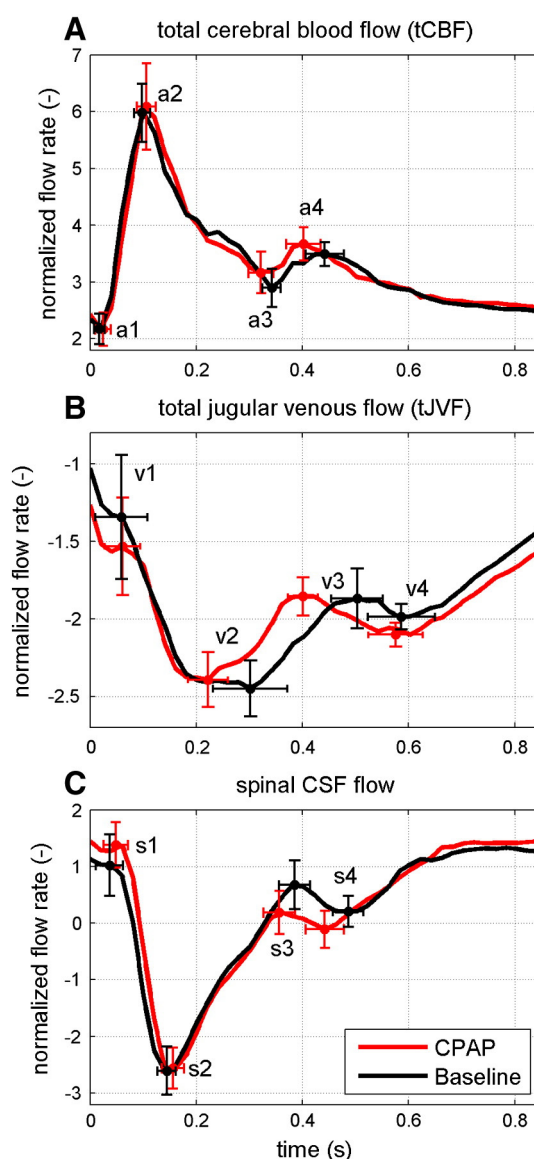 A total cerebral blood flow (tCBF)
7
6
5
4
3
2
normalized flow rate (-)
a1
a2
a3
a4
0 0.2 0.4 0.6 0.8
B total jugular venous flow (tJVF)
-1
-1.5
-2
-2.5
normalized flow rate (-)
v1
v2
v3
v4
0 0.2 0.4 0.6 0.8
C spinal CSF flow
2
1
0
-1
-2
-3
normalized flow rate (-)
s1
s2
s3
s4
CPAP
Baseline
0 0.2 0.4 0.6 0.8
time (s)